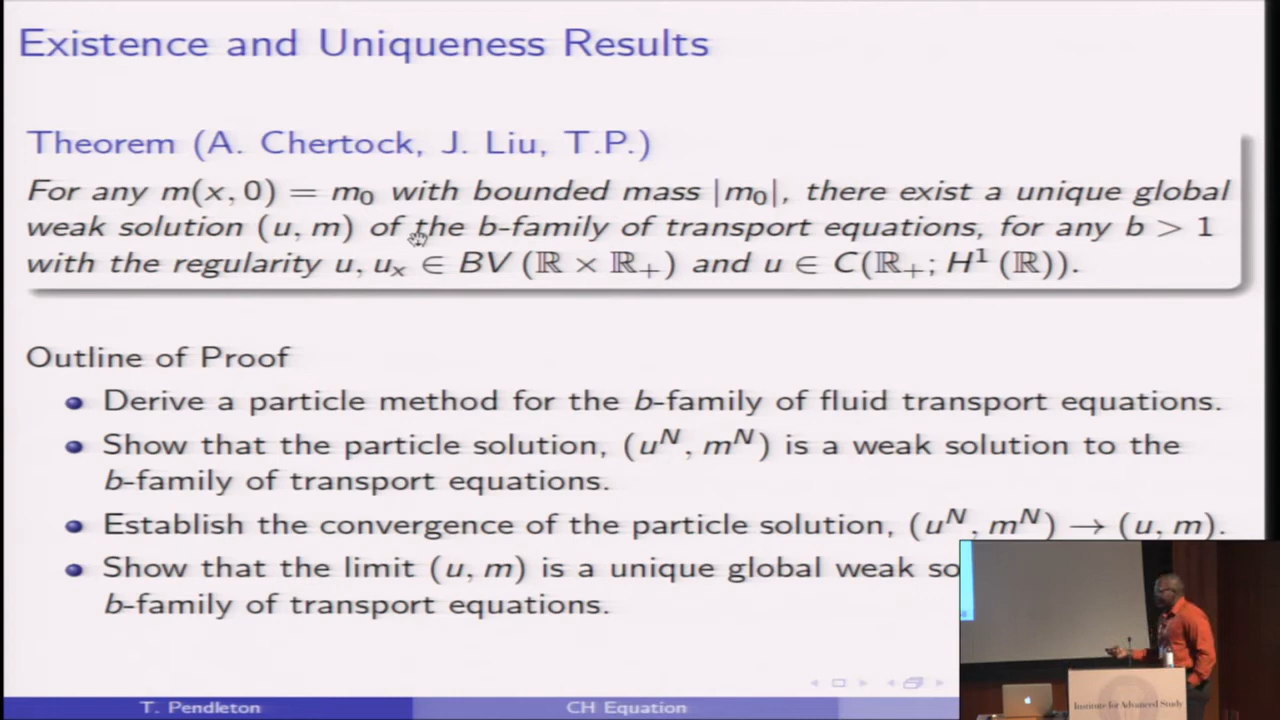 Existence and Uniqueness Results
Theorem (A. Chertock, J. Liu, T.P.)
For any m(x, 0) = m₀ with bounded mass |m₀|, there exist a unique global
weak solution (u, m) of the b-family of transport equations, for any b > 1
with the regularity u, uₓ ∈ BV (ℝ × ℝ₊) and u ∈ C(ℝ₊; H¹ (ℝ)).
Outline of Proof
Derive a particle method for the b-family of fluid transport equations.
Show that the particle solution, (uᴺ, mᴺ) is a weak solution to the
b-family of transport equations.
Establish the convergence of the particle solution, (uᴺ, mᴺ) → (u, m).
Show that the limit (u, m) is a unique global weak so
b-family of transport equations.
T. Pendleton
CH Equation
Institute for Advanced Study